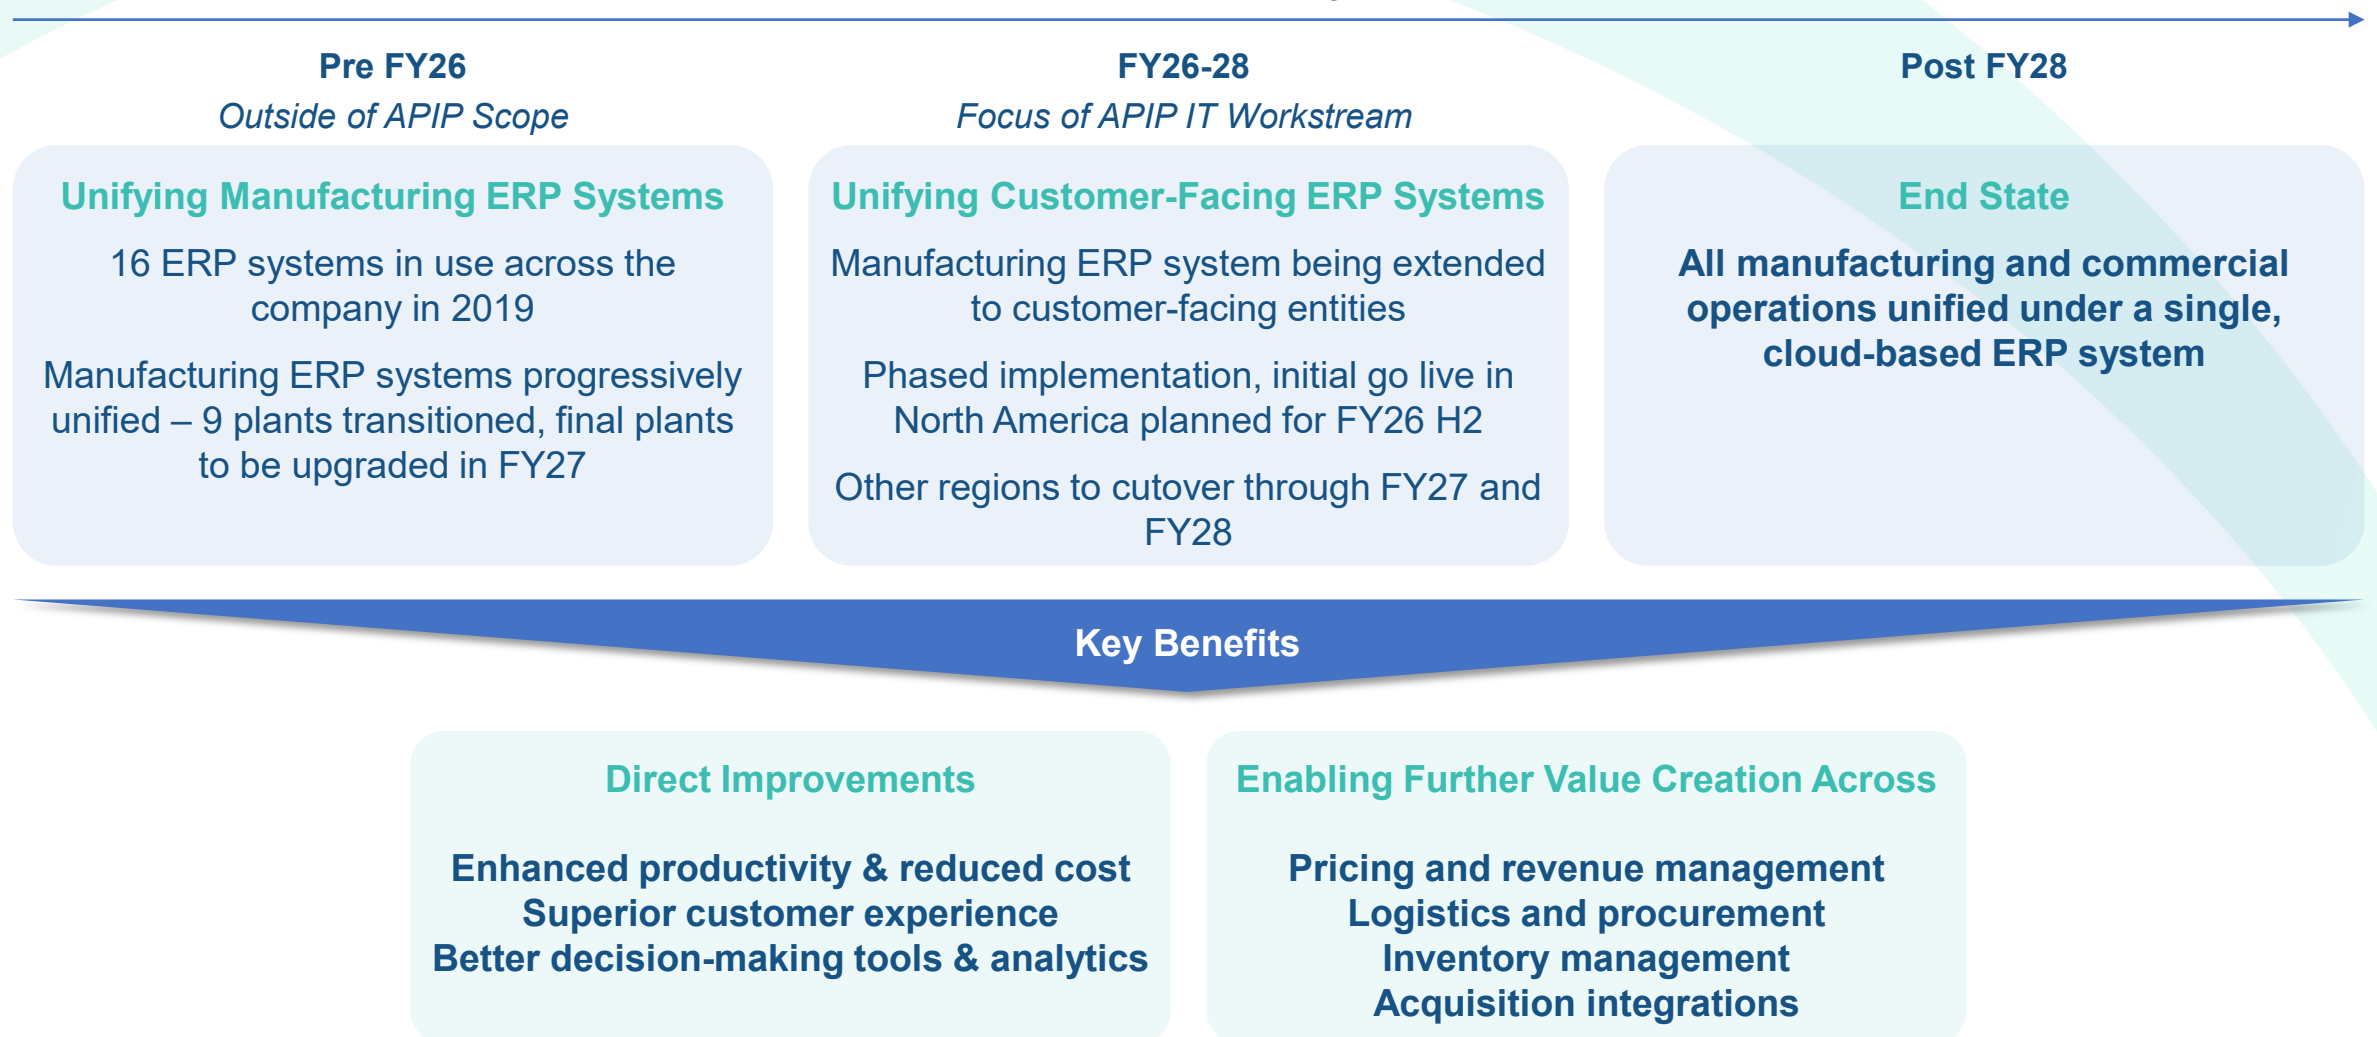 Pre FY26
Outside of APIP Scope
FY26-28
Focus of APIP IT Workstream
Post FY28
Unifying Manufacturing ERP Systems
16 ERP systems in use across the
company in 2019
Manufacturing ERP systems progressively
unified – 9 plants transitioned, final plants
to be upgraded in FY27
Unifying Customer-Facing ERP Systems
Manufacturing ERP system being extended
to customer-facing entities
Phased implementation, initial go live in
North America planned for FY26 H2
Other regions to cutover through FY27 and
FY28
End State
All manufacturing and commercial
operations unified under a single,
cloud-based ERP system
Key Benefits
Direct Improvements
Enhanced productivity & reduced cost
Superior customer experience
Better decision-making tools & analytics
Enabling Further Value Creation Across
Pricing and revenue management
Logistics and procurement
Inventory management
Acquisition integrations